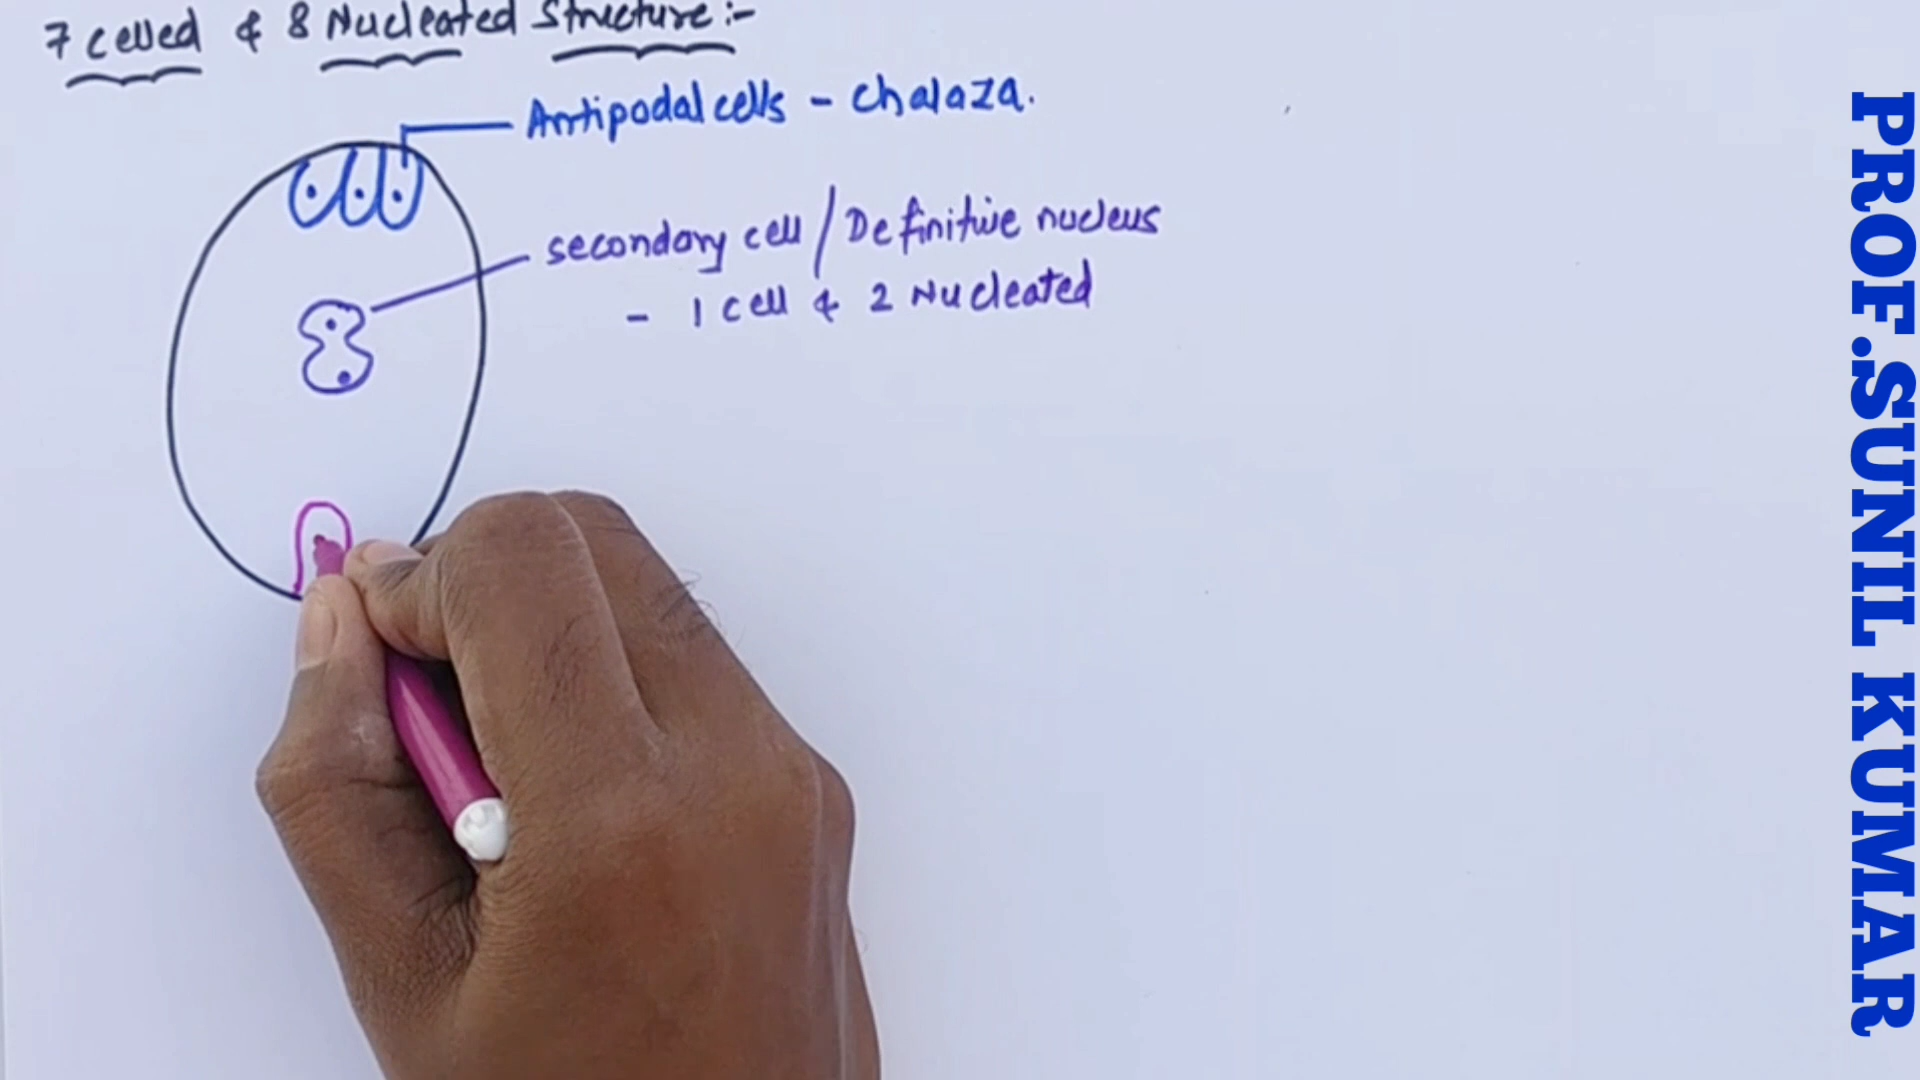 7 celled & 8 Nucleated Structure:-
Antipodal cells - Chalaza.
secondary cell / Definitive nucleus
- 1 cell & 2 Nucleated
PROF.SUNIL KUMAR